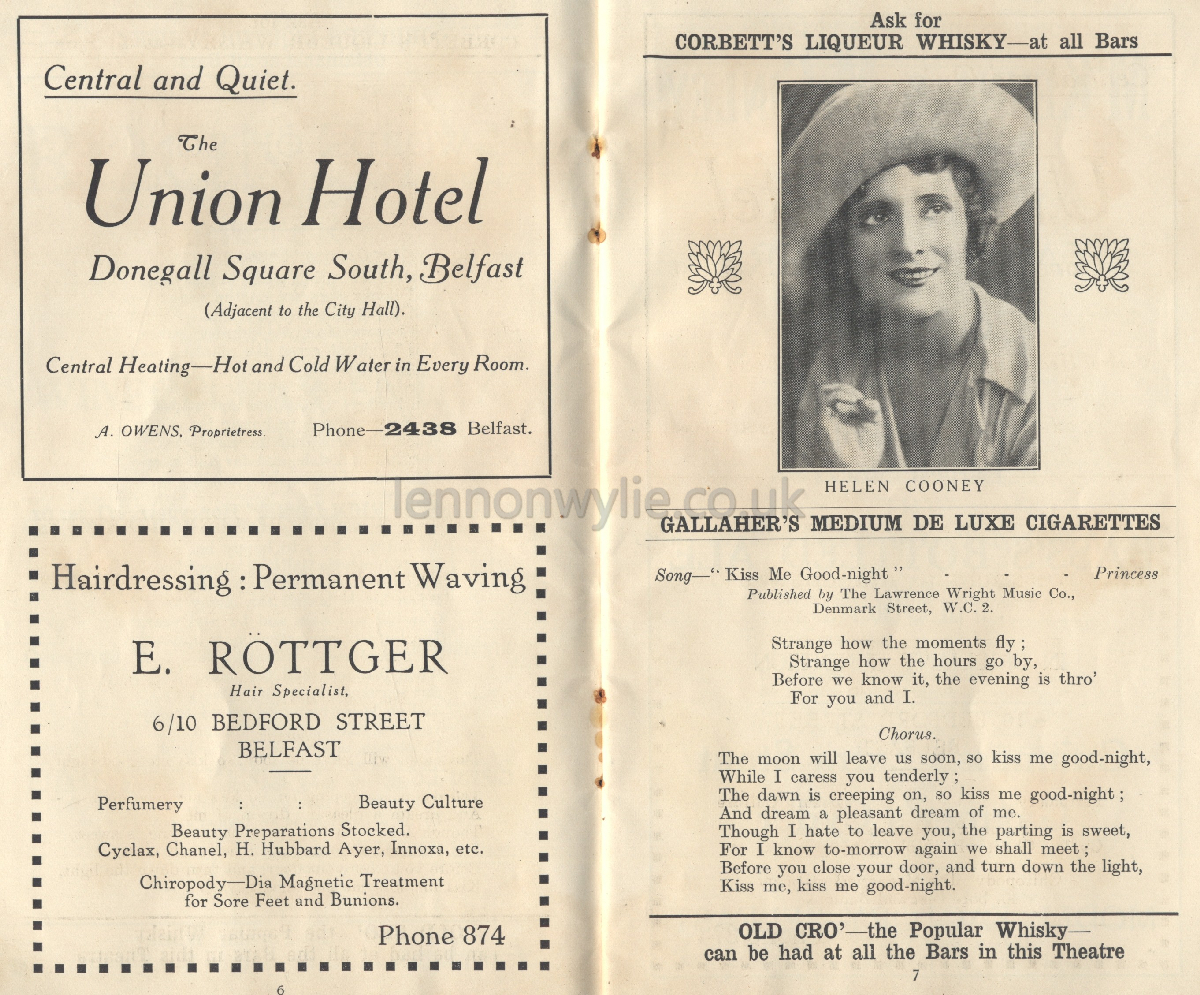 Central and Quiet.
The
Union Hotel
Donegall Square South, Belfast
(Adjacent to the City Hall).
Central Heating—Hot and Cold Water in Every Room.
A. OWENS, Proprietress. Phone—2438 Belfast.
Hairdressing : Permanent Waving
E. RÖTTGER
Hair Specialist,
6/10 BEDFORD STREET
BELFAST
Perfumery : : Beauty Culture
Beauty Preparations Stocked.
Cyclax, Chanel, H. Hubbard Ayer, Innoxa, etc.
Chiropody—Dia Magnetic Treatment
for Sore Feet and Bunions.
Phone 874
6
Ask for
CORBETT'S LIQUEUR WHISKY—at all Bars
HELEN COONEY
lennonwylie.co.uk
GALLAHER'S MEDIUM DE LUXE CIGARETTES
Song—“ Kiss Me Good-night ” - - - Princess
Published by The Lawrence Wright Music Co.,
Denmark Street, W.C. 2.
Strange how the moments fly ;
Strange how the hours go by,
Before we know it, the evening is thro'
For you and I.
Chorus.
The moon will leave us soon, so kiss me good-night,
While I caress you tenderly ;
The dawn is creeping on, so kiss me good-night ;
And dream a pleasant dream of me.
Though I hate to leave you, the parting is sweet,
For I know to-morrow again we shall meet ;
Before you close your door, and turn down the light,
Kiss me, kiss me good-night.
OLD CRO'—the Popular Whisky—
can be had at all the Bars in this Theatre
7